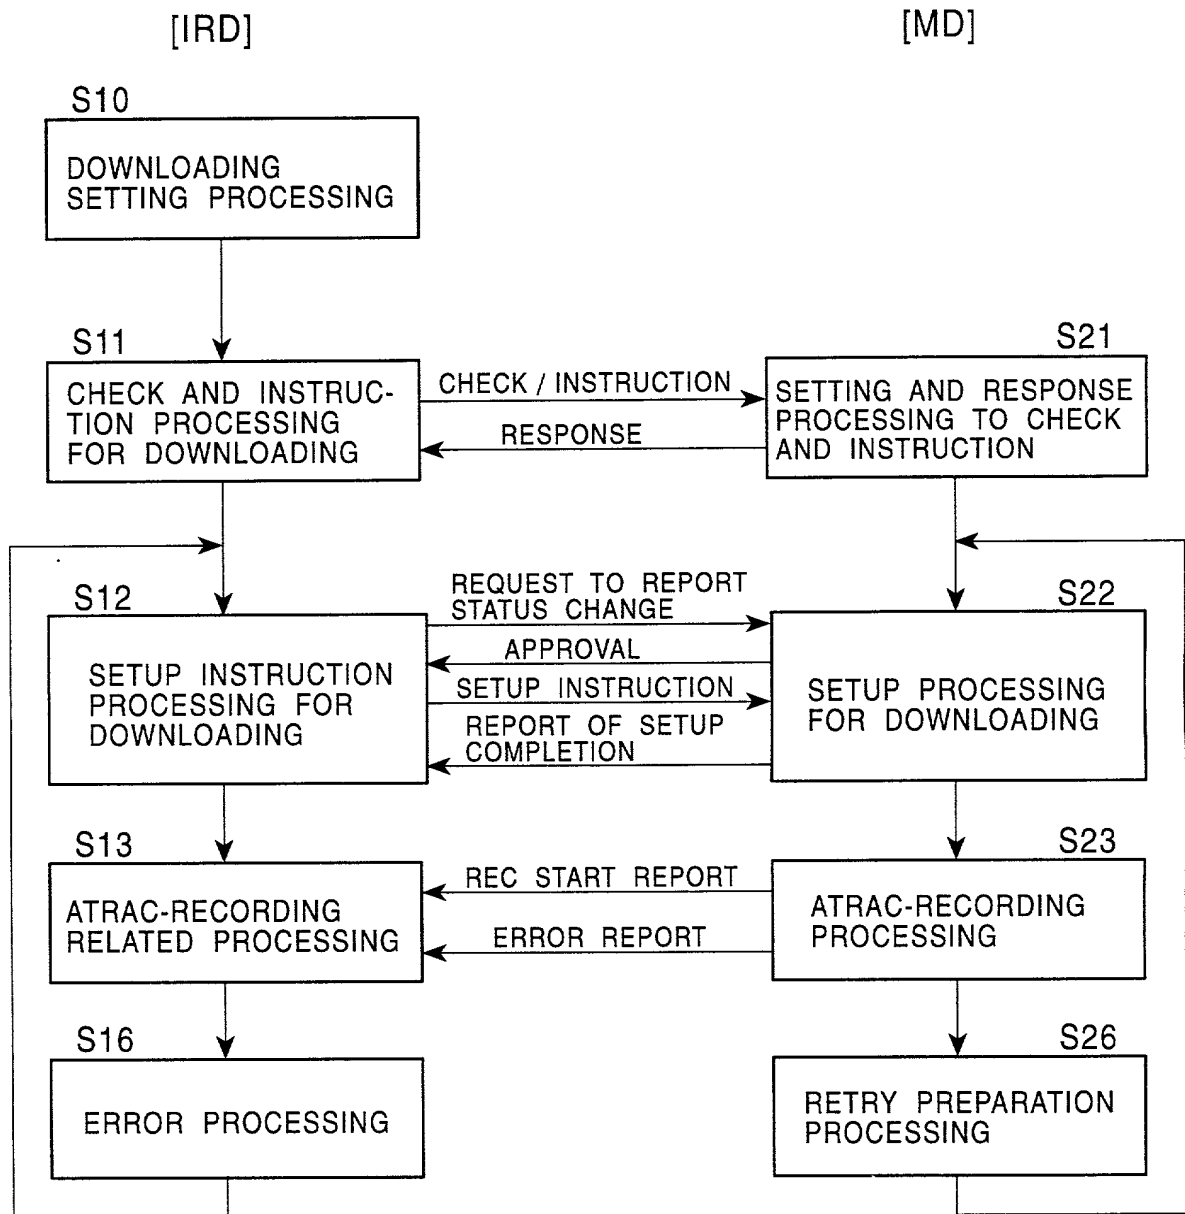 [IRD]
[MD]
S10
DOWNLOADING
SETTING PROCESSING
S11
CHECK AND INSTRUC-
TION PROCESSING
FOR DOWNLOADING
CHECK / INSTRUCTION
RESPONSE
S21
SETTING AND RESPONSE
PROCESSING TO CHECK
AND INSTRUCTION
S12
SETUP INSTRUCTION
PROCESSING FOR
DOWNLOADING
REQUEST TO REPORT
STATUS CHANGE
APPROVAL
SETUP INSTRUCTION
REPORT OF SETUP
COMPLETION
S22
SETUP PROCESSING
FOR DOWNLOADING
S13
ATRAC-RECORDING
RELATED PROCESSING
REC START REPORT
ERROR REPORT
S23
ATRAC-RECORDING
PROCESSING
S16
ERROR PROCESSING
S26
RETRY PREPARATION
PROCESSING